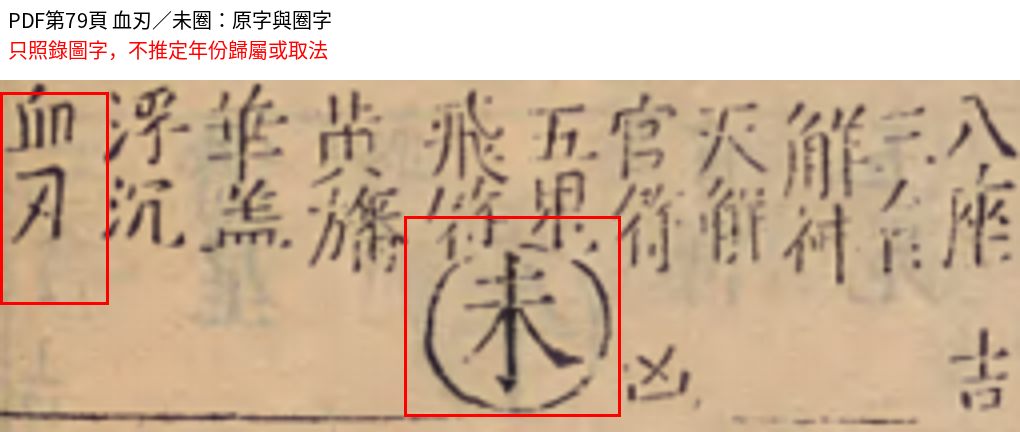 PDF第79頁 血刃／未圈：原字與圈字
只照錄圖字，不推定年份歸屬或取法
八座
三
觧神
天觧
官符
五鬼
飛符
黄旛
華盖
浮沉
血刃
吉
凶
未